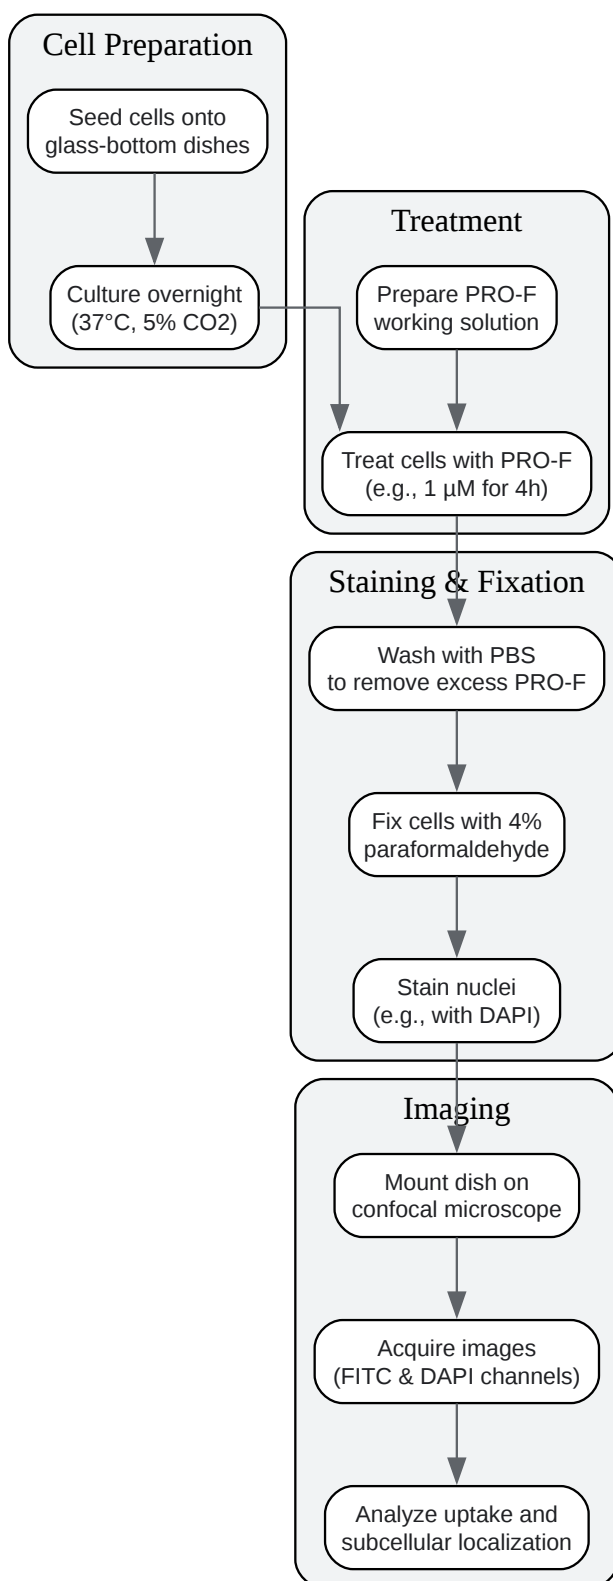 Cell Preparation
Seed cells onto
glass-bottom dishes
Culture overnight
(37°C, 5% CO2)
Treatment
Prepare PRO-F
working solution
Treat cells with PRO-F
(e.g., 1 µM for 4h)
Staining & Fixation
Wash with PBS
to remove excess PRO-F
Fix cells with 4%
paraformaldehyde
Stain nuclei
(e.g., with DAPI)
Imaging
Mount dish on
confocal microscope
Acquire images
(FITC & DAPI channels)
Analyze uptake and
subcellular localization